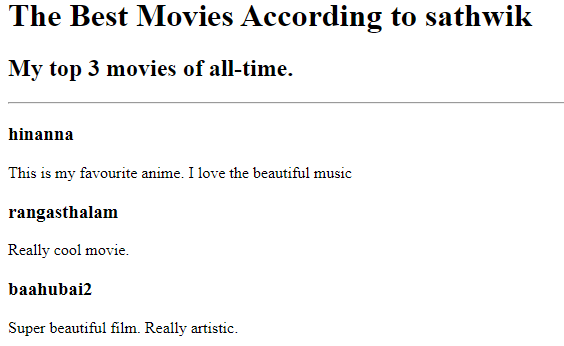 The Best Movies According to sathwik
My top 3 movies of all-time.
hinanna
This is my favourite anime. I love the beautiful music
rangasthalam
Really cool movie.
baahubai2
Super beautiful film. Really artistic.